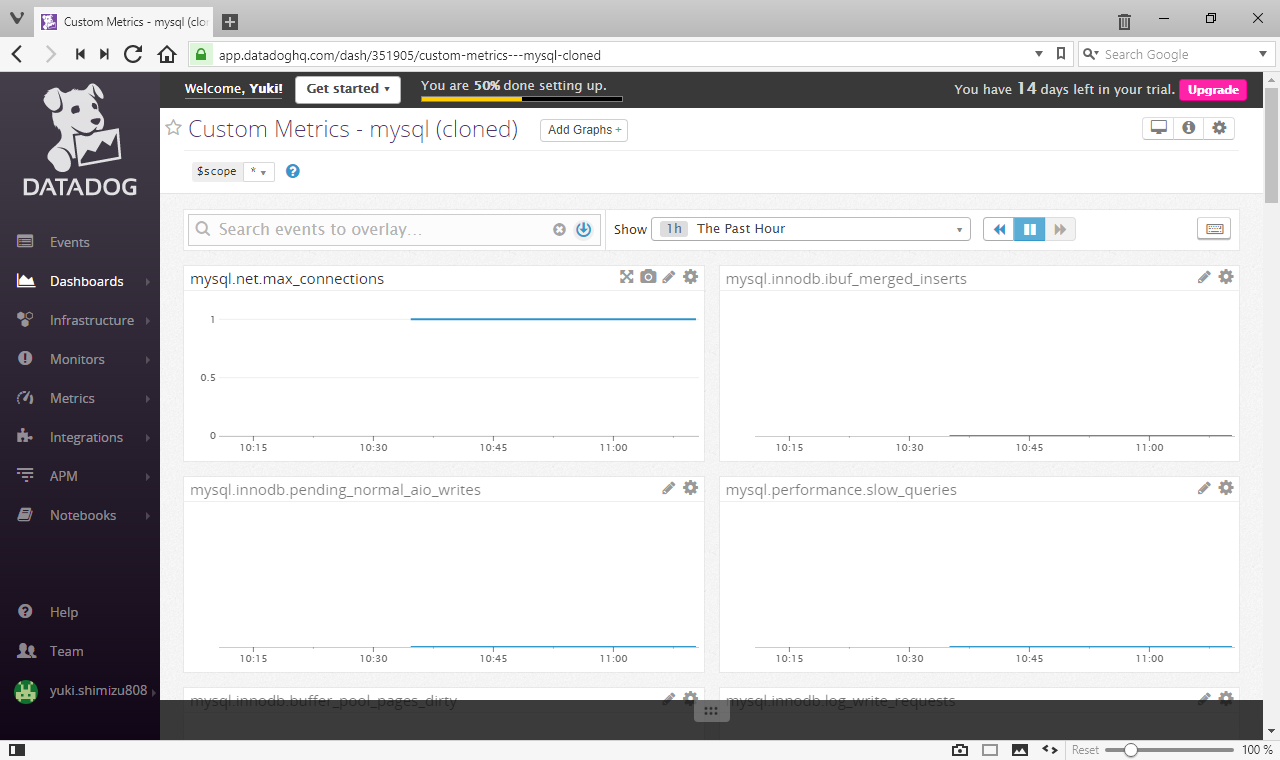 Custom Metrics - mysql (clon
app.datadoghq.com/dash/351905/custom-metrics---mysql-cloned
Search Google
DATADOG
Events
Dashboards
Infrastructure
Monitors
Metrics
Integrations
APM
Notebooks
Help
Team
yuki.shimizu808
Welcome, Yuki!
Get started
You are 50% done setting up.
You have 14 days left in your trial.
Upgrade
Custom Metrics - mysql (cloned)
Add Graphs +
$scope
*
Search events to overlay...
Show
1h The Past Hour
mysql.net.max_connections
1
0.5
0
10:15 10:30 10:45 11:00
mysql.innodb.ibuf_merged_inserts
10:15 10:30 10:45 11:00
mysql.innodb.pending_normal_aio_writes
10:15 10:30 10:45 11:00
mysql.performance.slow_queries
10:15 10:30 10:45 11:00
mysql.innodb.buffer_pool_pages_dirty
mysql.innodb.log_write_requests
Reset
100 %